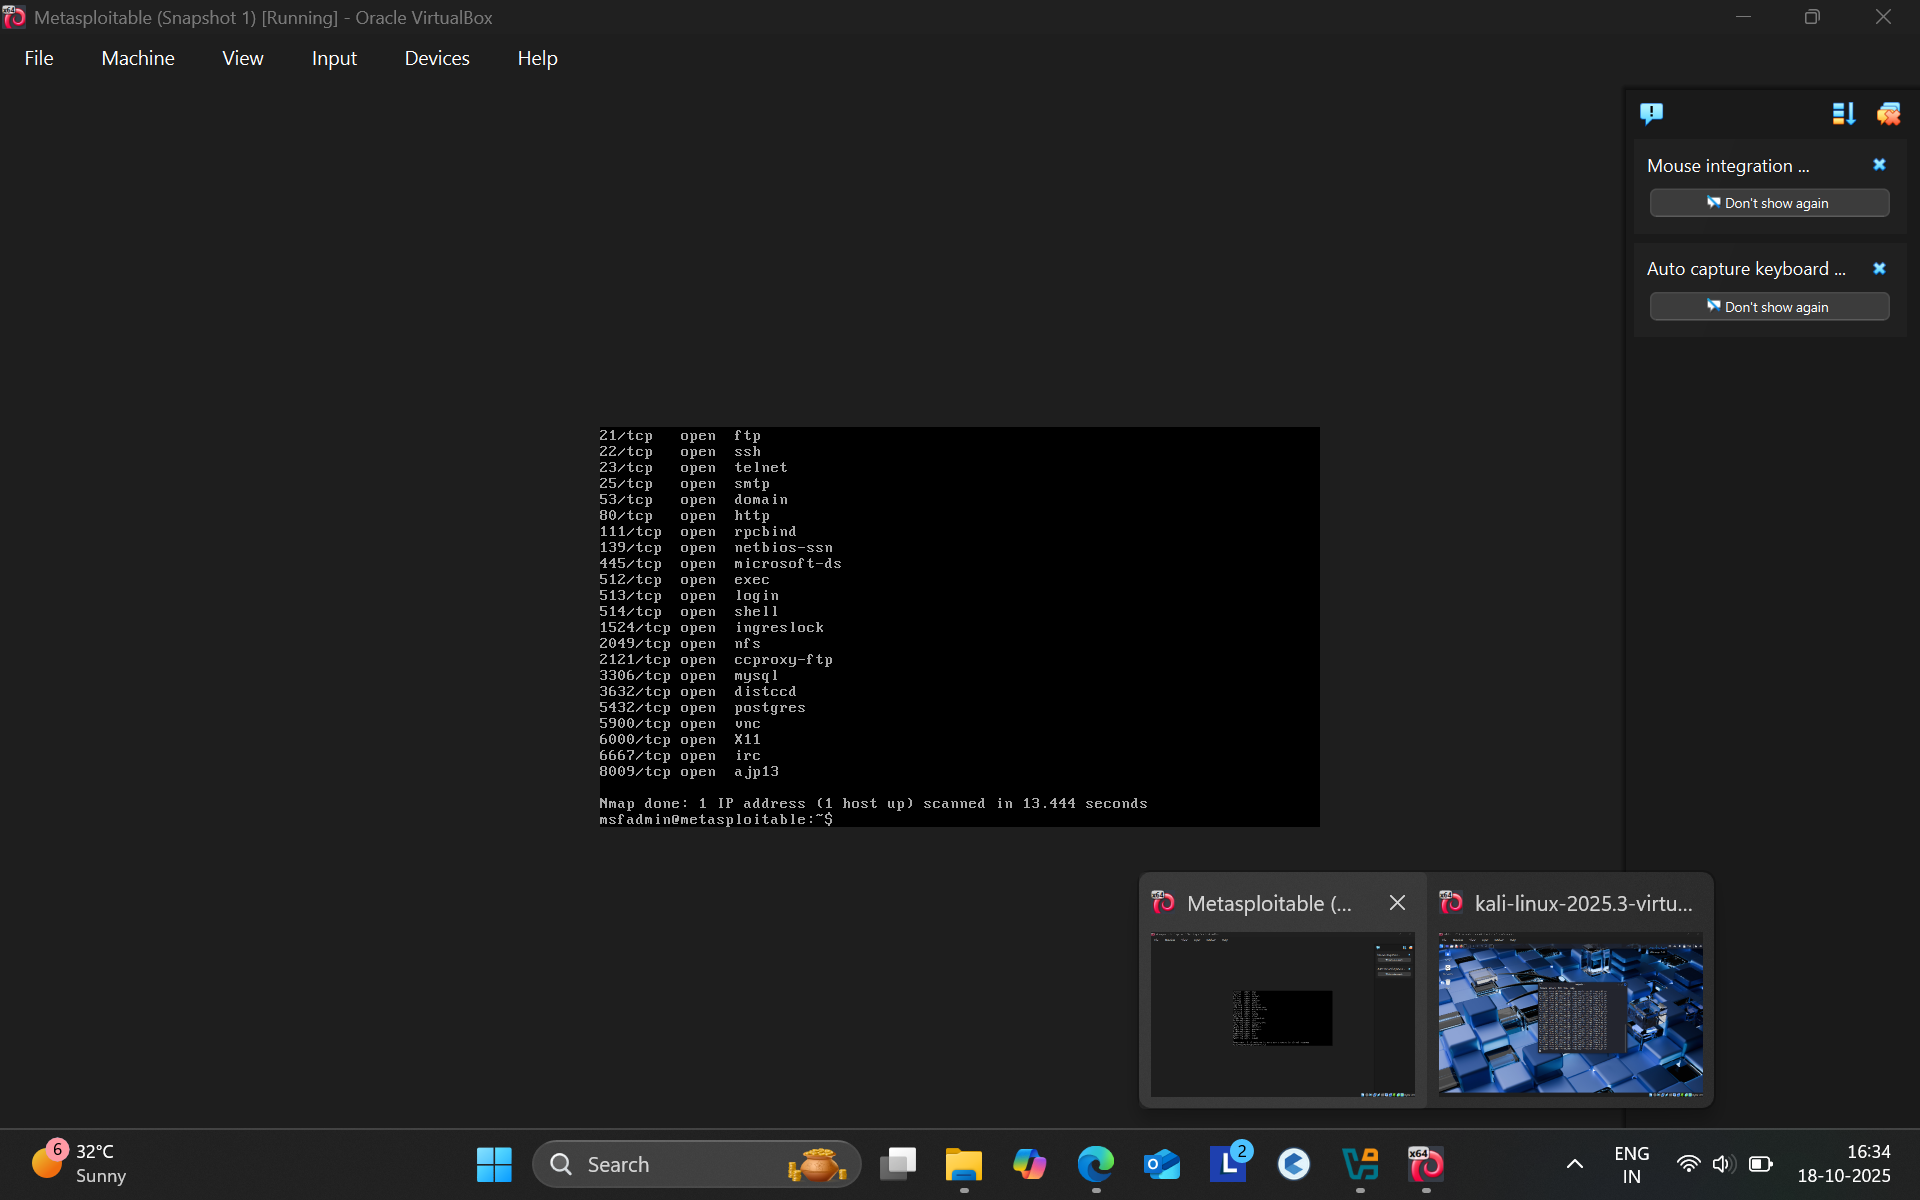 Metasploitable (Snapshot 1) [Running] - Oracle VirtualBox
File Machine View Input Devices Help
Mouse integration ...
Don't show again
Auto capture keyboard ...
Don't show again
21/tcp open ftp
22/tcp open ssh
23/tcp open telnet
25/tcp open smtp
53/tcp open domain
80/tcp open http
111/tcp open rpcbind
139/tcp open netbios-ssn
445/tcp open microsoft-ds
512/tcp open exec
513/tcp open login
514/tcp open shell
1524/tcp open ingreslock
2049/tcp open nfs
2121/tcp open ccproxy-ftp
3306/tcp open mysql
3632/tcp open distccd
5432/tcp open postgres
5900/tcp open vnc
6000/tcp open X11
6667/tcp open irc
8009/tcp open ajp13
Nmap done: 1 IP address (1 host up) scanned in 13.444 seconds
msfadmin@metasploitable:~$
Metasploitable (...
kali-linux-2025.3-virtu...
6
32°C
Sunny
Search
L 2
x64
ENG
IN
16:34
18-10-2025